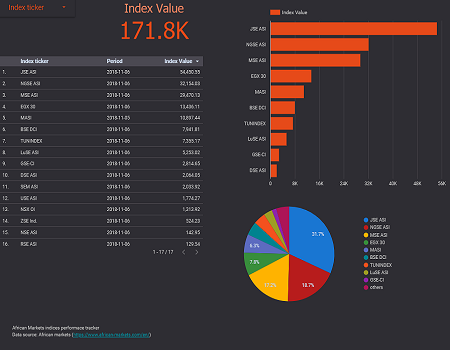 Index ticker
Index Value
171.8K
Index ticker Period Index Value
1. JSE ASI 2018-11-06 54,450.55
2. NGSE ASI 2018-11-06 32,154.03
3. MSE ASI 2018-11-06 29,470.13
4. EGX 30 2018-11-06 13,436.11
5. MASI 2018-11-05 10,897.44
6. BSE DCI 2018-11-06 7,941.81
7. TUNINDEX 2018-11-06 7,355.17
8. LuSE ASI 2018-11-06 5,253.02
9. GSE-CI 2018-11-06 2,814.65
10. DSE ASI 2018-11-06 2,064.05
11. SEM ASI 2018-11-06 2,033.92
12. USE ASI 2018-11-06 1,774.27
13. NSX OI 2018-11-06 1,313.92
14. ZSE Ind. 2018-11-06 524.23
15. NSE ASI 2018-11-06 142.95
16. RSE ASI 2018-11-06 129.54
1 - 17 / 17
Index Value
JSE ASI
NGSE ASI
MSE ASI
EGX 30
MASI
BSE DCI
TUNINDEX
LuSE ASI
GSE-CI
DSE ASI
0 8K 16K 24K 32K 40K 48K 56K
31.7%
18.7%
17.2%
7.8%
6.3%
JSE ASI
NGSE ASI
MSE ASI
EGX 30
MASI
BSE DCI
TUNINDEX
LuSE ASI
GSE-CI
others
African Markets indices performace tracker
Data source: African markets (https://www.african-markets.com/en/)